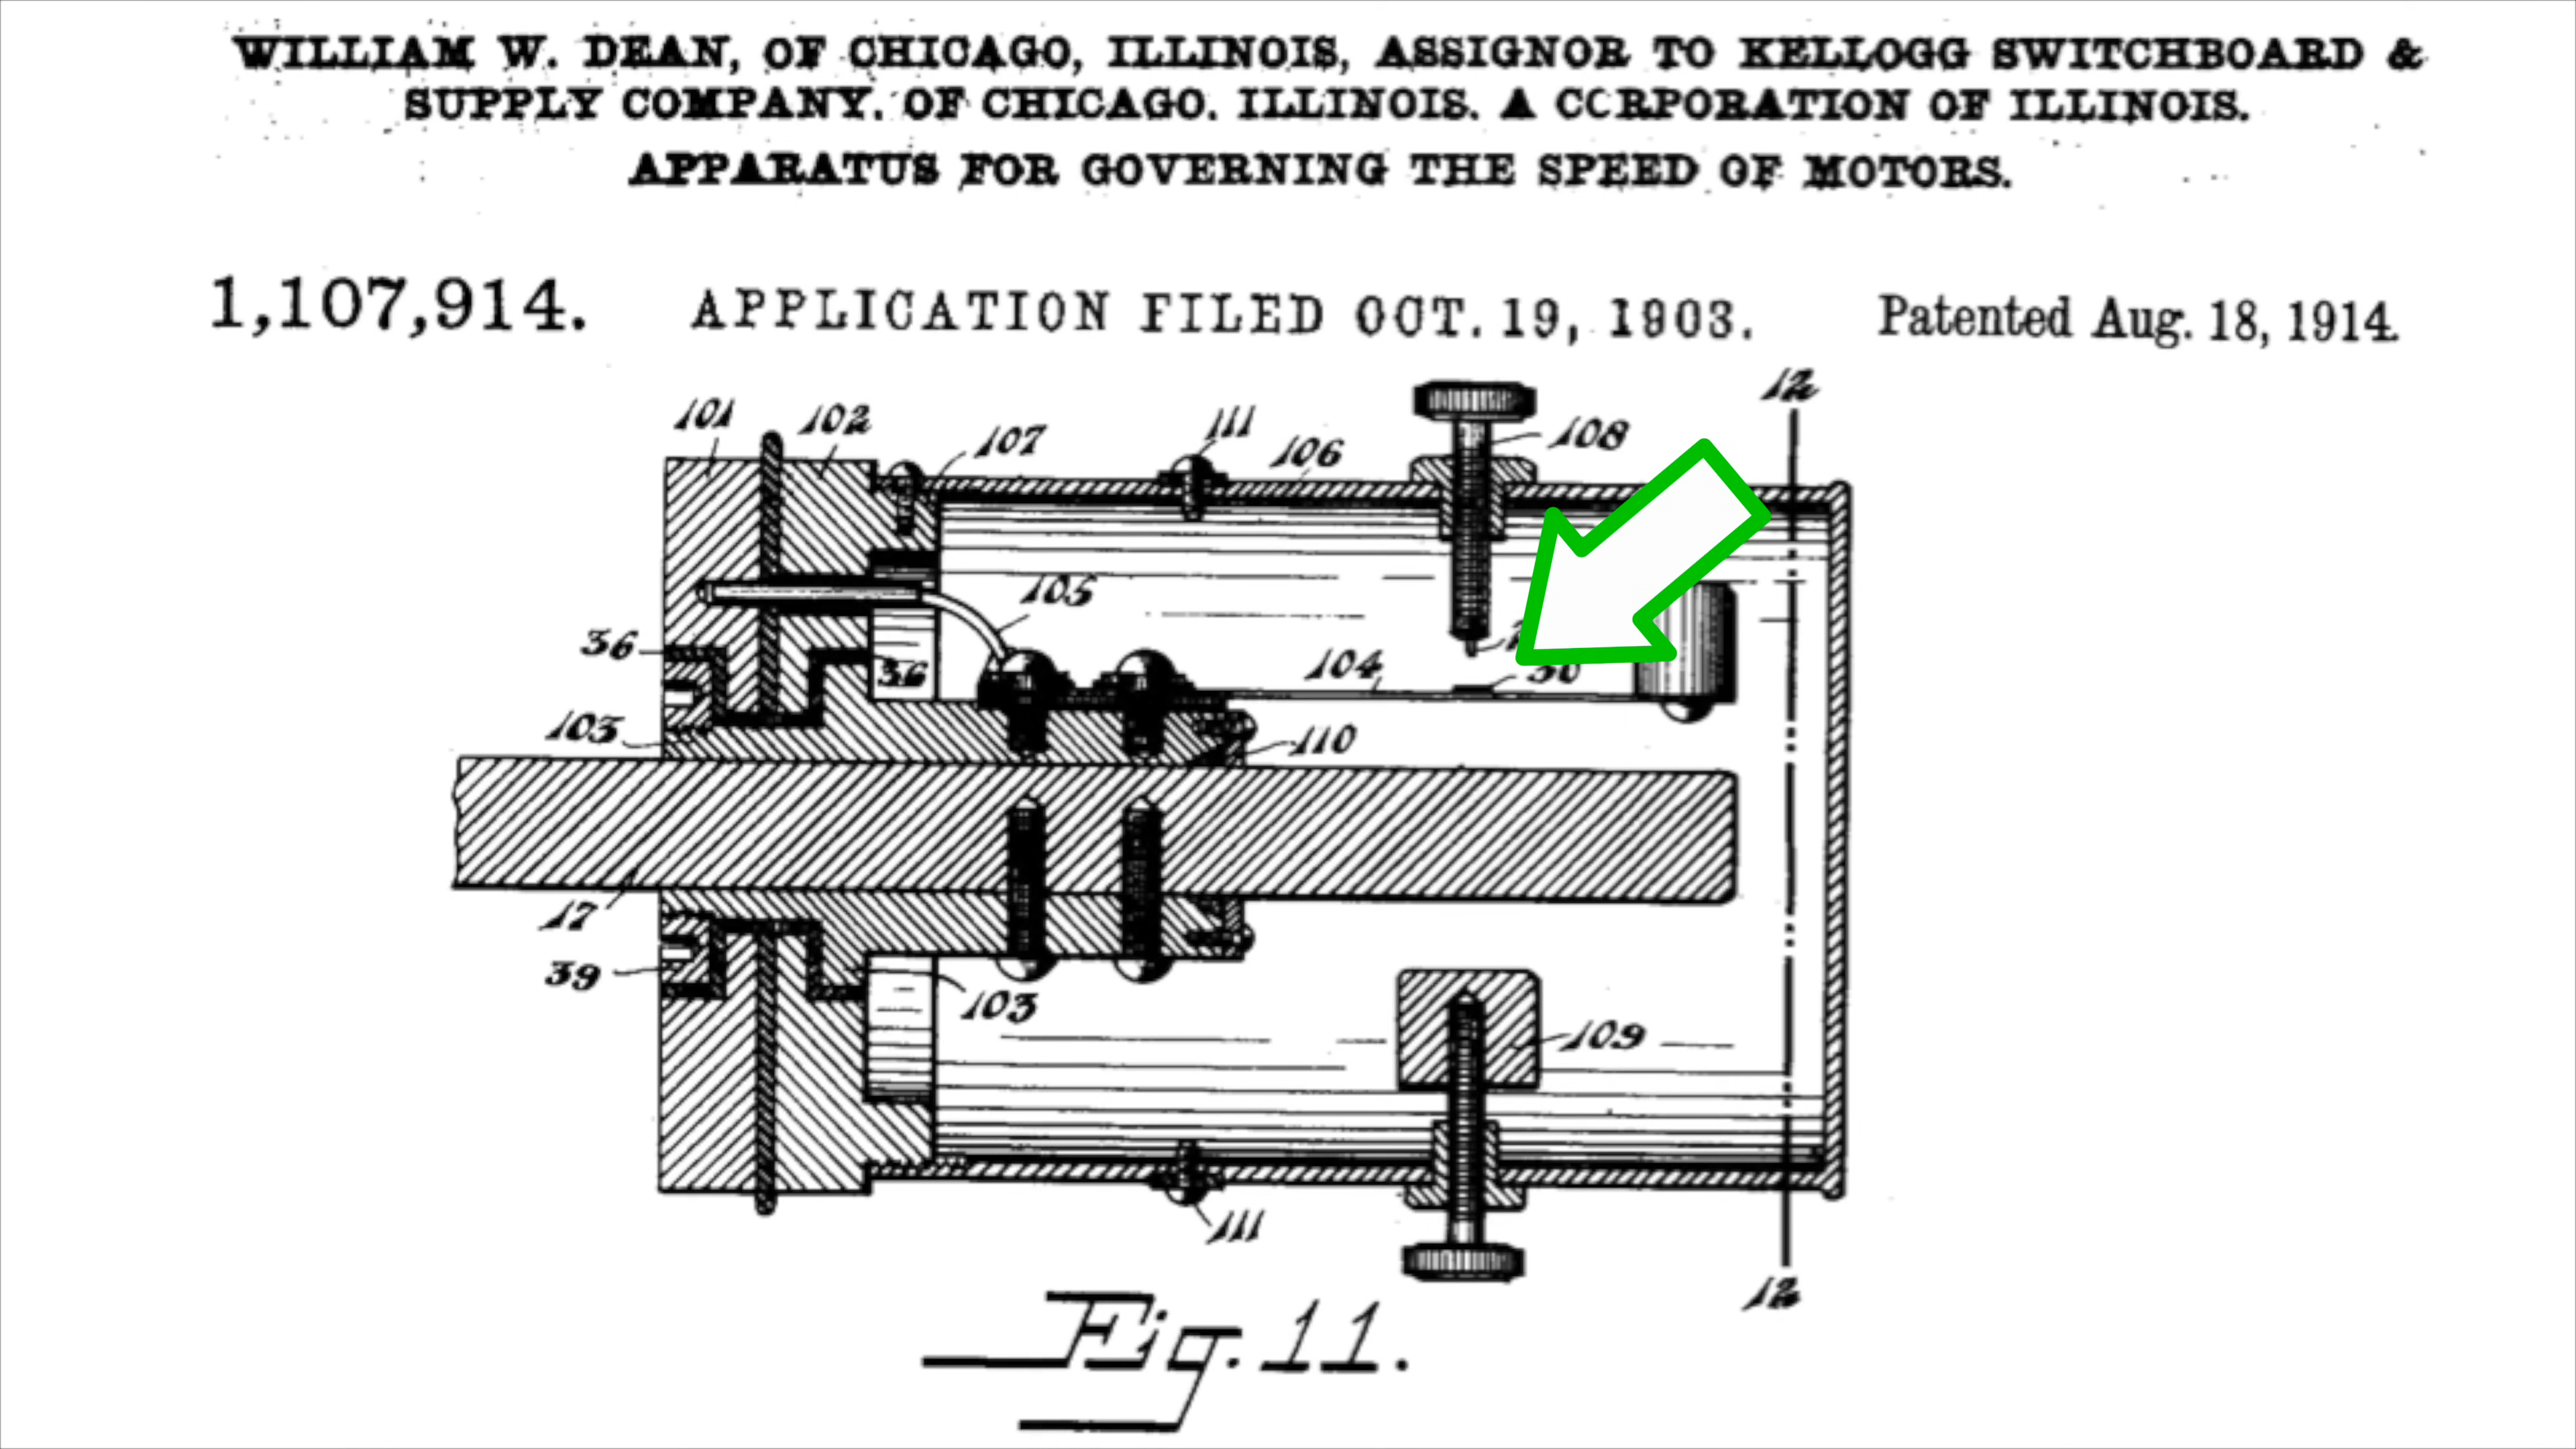 WILLIAM W. DEAN, OF CHICAGO, ILLINOIS, ASSIGNOR TO KELLOGG SWITCHBOARD &
SUPPLY COMPANY, OF CHICAGO, ILLINOIS, A CORPORATION OF ILLINOIS.
APPARATUS FOR GOVERNING THE SPEED OF MOTORS.
1,107,914. APPLICATION FILED OCT. 19, 1903. Patented Aug. 18, 1914.
12
101 102 107 111 106 108
105
36 36 104
103 110
17
39 103 109
111
12
Fig. 11.